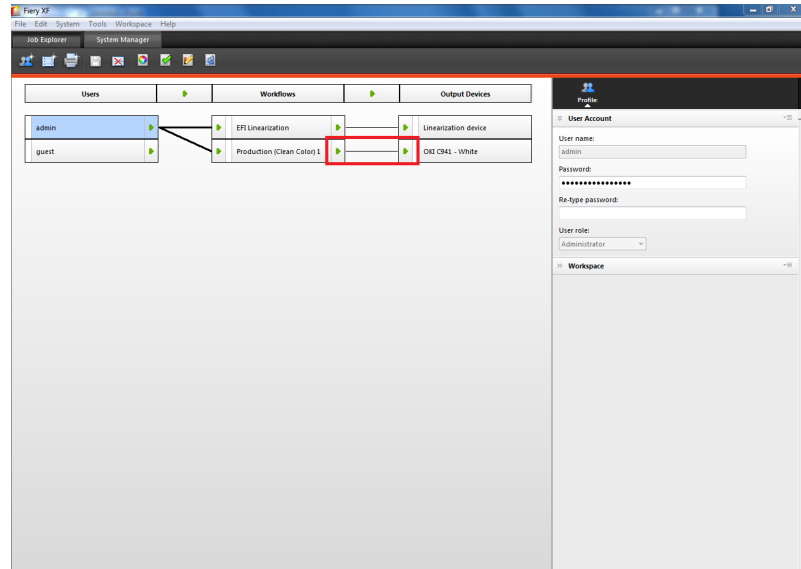 Fiery XF
File Edit System Tools Workspace Help
Job Explorer System Manager
Users Workflows Output Devices
Profile:
User Account
admin EFI Linearization Linearization device
User name:
guest Production (Clean Color) 1 OKI C941 - White
admin
Password:
••••••••••••••••
Re-type password:
User role:
Administrator
Workspace